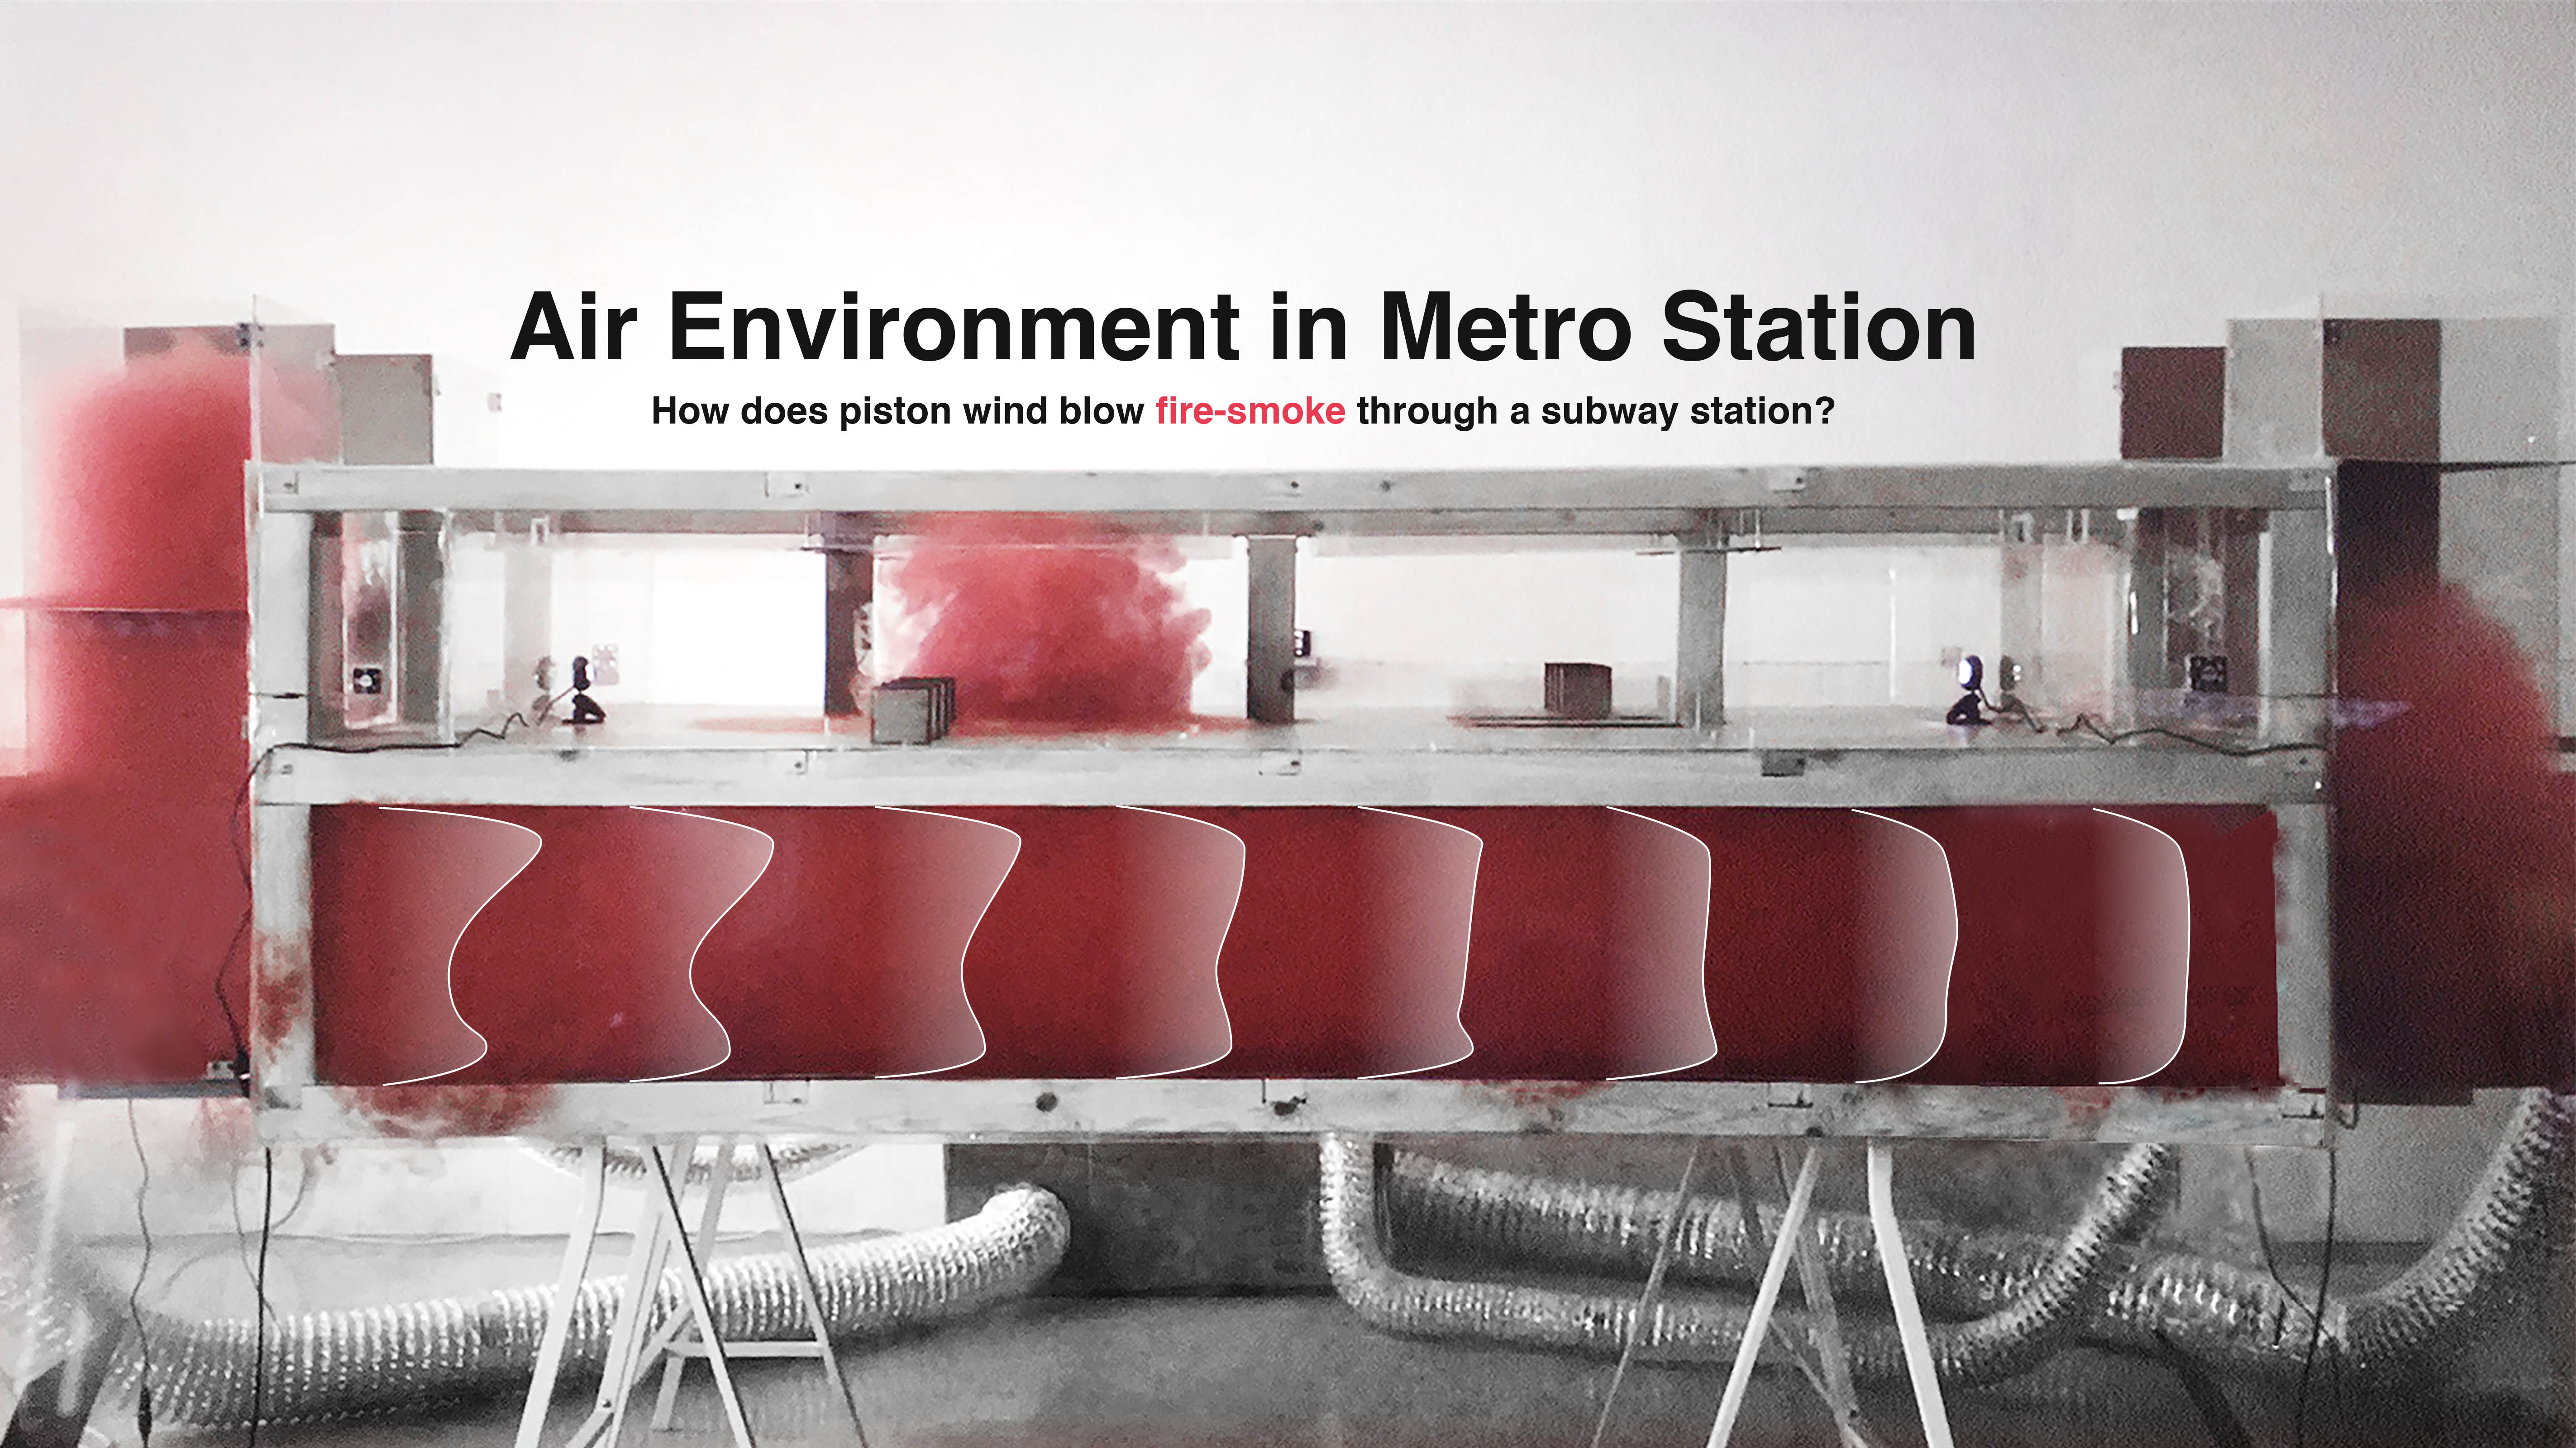 Air Environment in Metro Station
How does piston wind blow fire-smoke through a subway station?